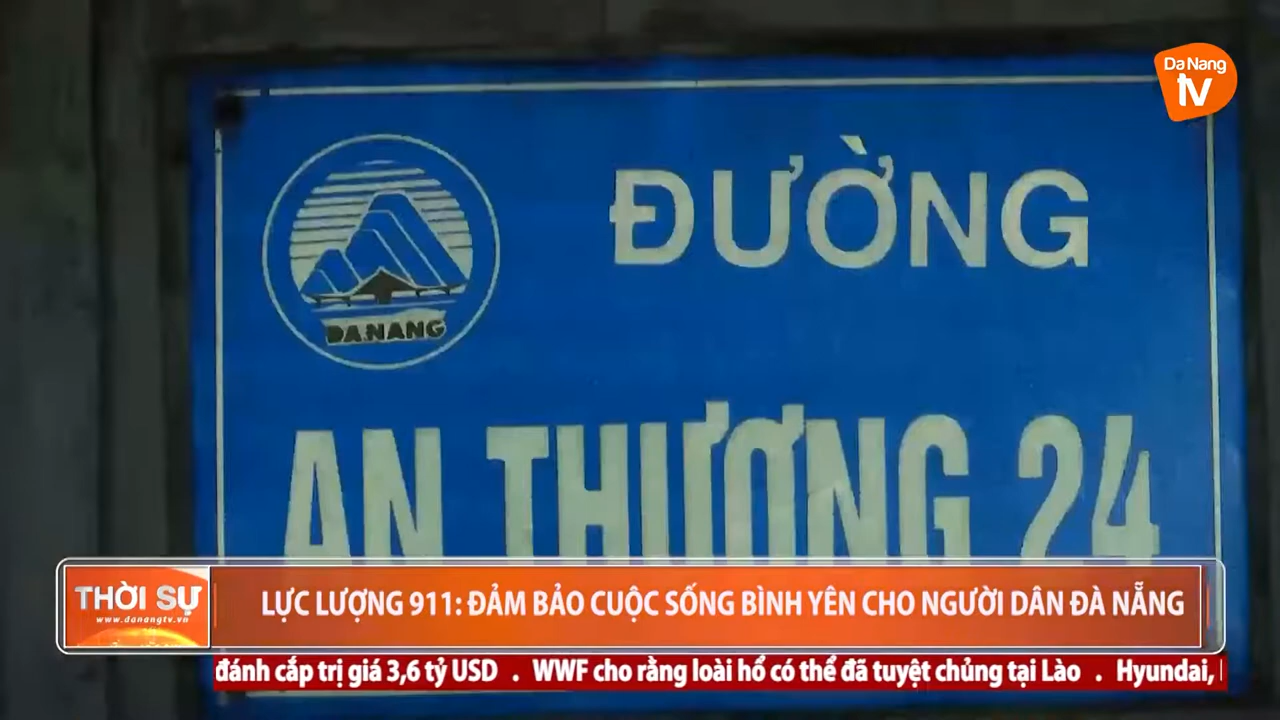 Da Nang
tv
ĐƯỜNG
DA.NANG
AN THƯỢNG 24
THỜI SỰ
www.danangtv.vn
LỰC LƯỢNG 911: ĐẢM BẢO CUỘC SỐNG BÌNH YÊN CHO NGƯỜI DÂN ĐÀ NẴNG
đánh cắp trị giá 3,6 tỷ USD . WWF cho rằng loài hổ có thể đã tuyệt chủng tại Lào . Hyundai,